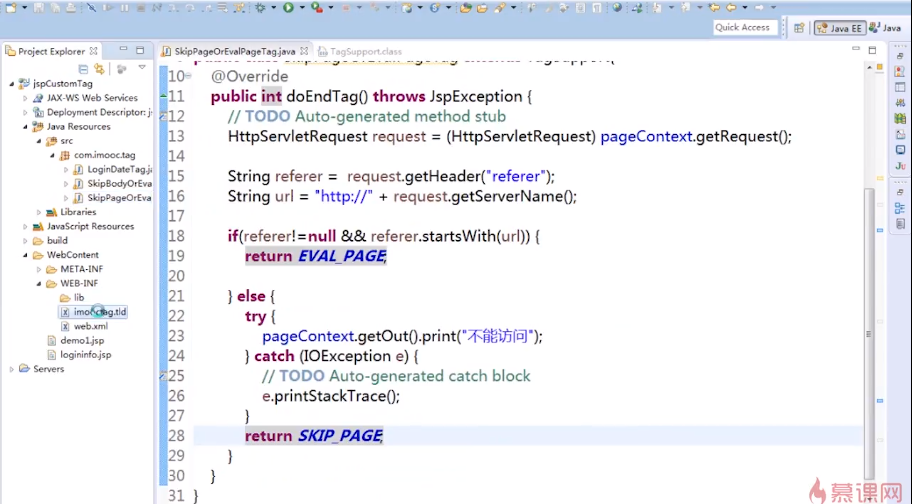 Quick Access
Java EE
Java
Project Explorer
SkipPageOrEvalPageTag.java
TagSupport.class
jspCustomTag
JAX-WS Web Services
Deployment Descriptor: js
Java Resources
src
com.imooc.tag
LoginDateTag.ja
SkipBodyOrEva
SkipPageOrEva
Libraries
JavaScript Resources
build
WebContent
META-INF
WEB-INF
lib
imooctag.tld
web.xml
demo1.jsp
logininfo.jsp
Servers
10 @Override
11 public int doEndTag() throws JspException {
12 // TODO Auto-generated method stub
13 HttpServletRequest request = (HttpServletRequest) pageContext.getRequest();
14
15 String referer = request.getHeader("referer");
16 String url = "http://" + request.getServerName();
17
18 if(referer!=null && referer.startsWith(url)) {
19 return EVAL_PAGE;
20
21 } else {
22 try {
23 pageContext.getOut().print("不能访问");
24 } catch (IOException e) {
25 // TODO Auto-generated catch block
26 e.printStackTrace();
27 }
28 return SKIP_PAGE;
29 }
30 }
31 }
慕课网